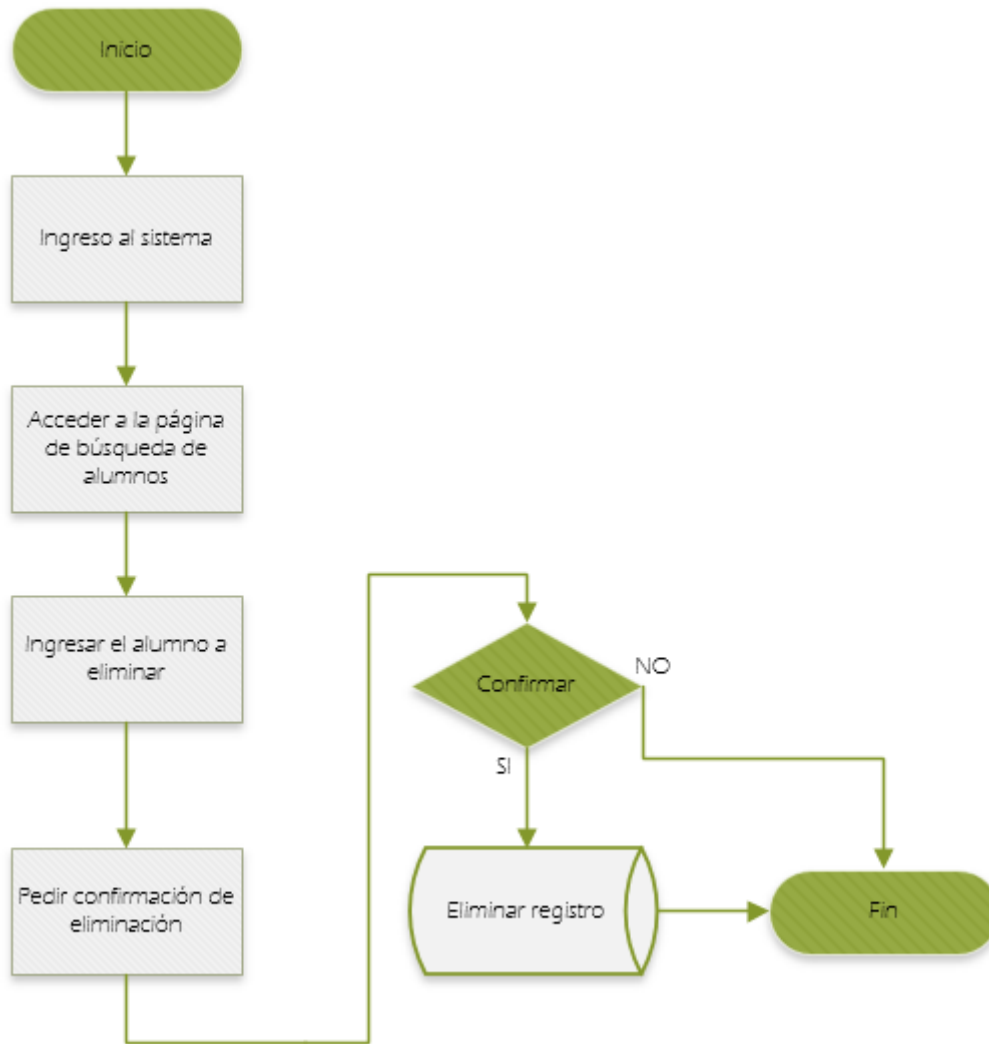 Inicio
Ingreso al sistema
Acceder a la página
de búsqueda de
alumnos
Ingresar el alumno a
eliminar
Pedir confirmación de
eliminación
Confirmar
NO
SI
Eliminar registro
Fin